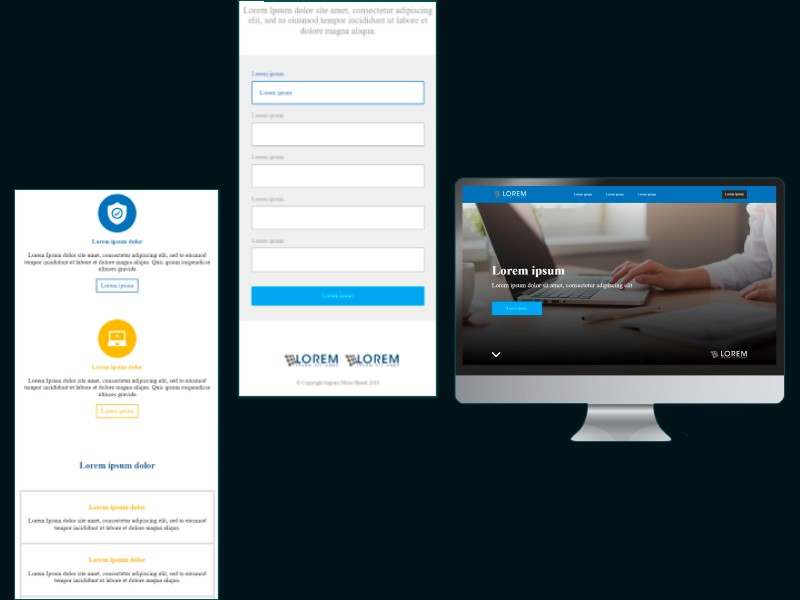 Lorem ipsum dolor
Lorem Ipsum dolor site amet, consectetur adipiscing elit, sed to eiusmod
tempor incididunt ut labore et dolore magna aliqua. Quis ipsum suspendisse
ultrices gravida
Lorem ipsum
Lorem ipsum dolor
Lorem Ipsum dolor site amet, consectetur adipiscing elit, sed to eiusmod
tempor incididunt ut labore et dolore magna aliqua. Quis ipsum suspendisse
ultrices gravida
Lorem ipsum
Lorem ipsum dolor
Lorem ipsum dolor
Lorem Ipsum dolor site amet, consectetur adipiscing elit, sed to eiusmod
tempor incididunt ut labore et dolore magna aliqua.
Lorem ipsum dolor
Lorem Ipsum dolor site amet, consectetur adipiscing elit, sed to eiusmod
tempor incididunt ut labore et dolore magna aliqua.
Lorem Ipsum dolor site amet, consectetur adipiscing
elit, sed to eiusmod tempor incididunt ut labore et
dolore magna aliqua.
Lorem ipsum
Lorem ipsum
Lorem ipsum
Lorem ipsum
Lorem ipsum
Lorem ipsum
Lorem ipsum
LOREM LOREM
IPSUM SIT AMET IPSUM SIT AMET
© Copyright
LOREM Lorem ipsum Lorem ipsum Lorem ipsum Lorem ipsum
Lorem ipsum
Lorem ipsum dolor sit amet, consectetur adipiscing elit
Lorem ipsum
LOREM